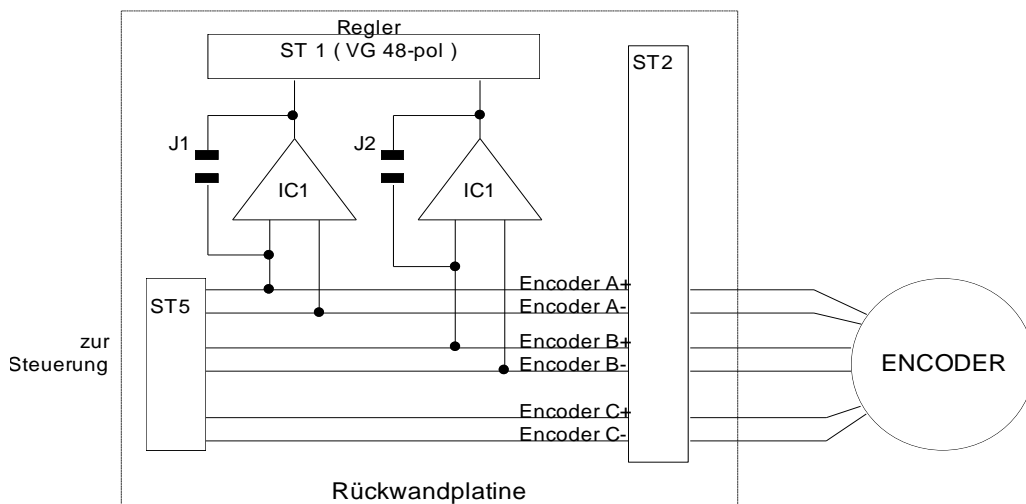 Regler
ST 1 ( VG 48-pol )
ST2
J1
J2
IC1
IC1
Encoder A+
ST5
Encoder A-
zur
Encoder B+
Steuerung
Encoder B-
ENCODER
Encoder C+
Encoder C-
Rückwandplatine